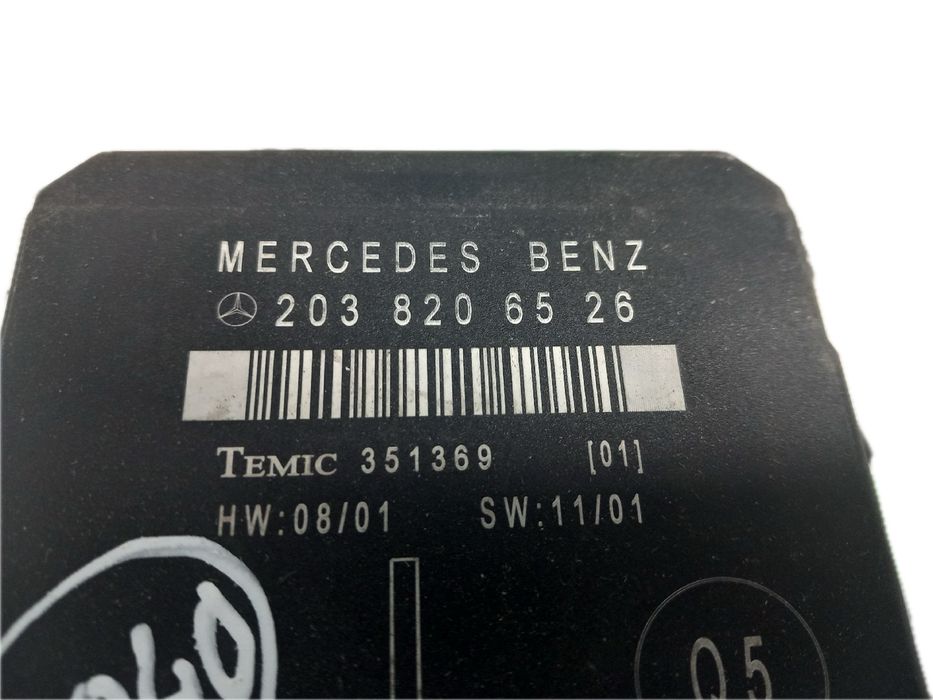 MERCEDES BENZ
203 820 65 26
TEMIC 351369 [01]
HW:08/01 SW:11/01
Q5